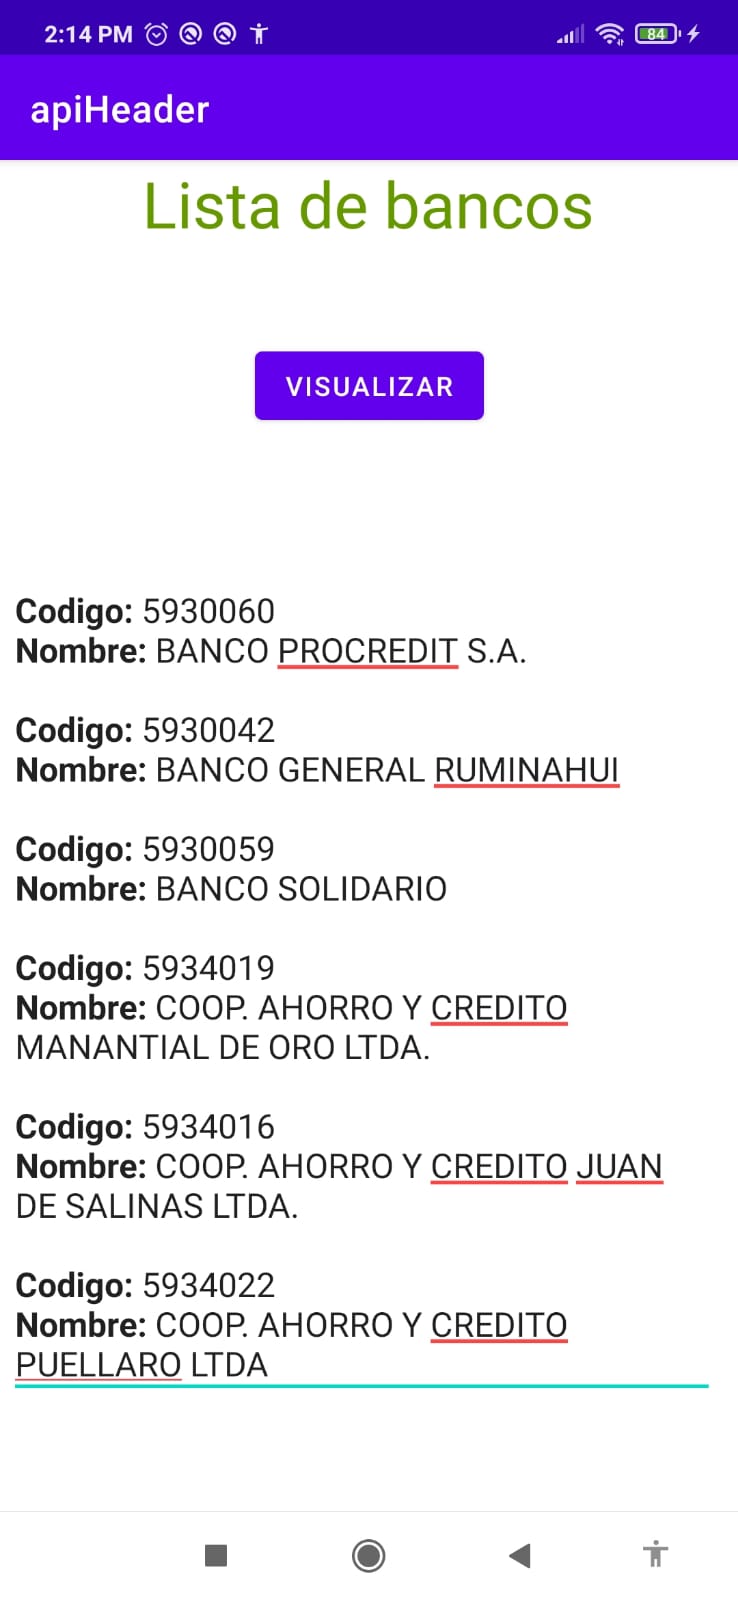 2:14 PM
84
apiHeader
Lista de bancos
VISUALIZAR
Codigo: 5930060
Nombre: BANCO PROCREDIT S.A.
Codigo: 5930042
Nombre: BANCO GENERAL RUMINAHUI
Codigo: 5930059
Nombre: BANCO SOLIDARIO
Codigo: 5934019
Nombre: COOP. AHORRO Y CREDITO
MANANTIAL DE ORO LTDA.
Codigo: 5934016
Nombre: COOP. AHORRO Y CREDITO JUAN
DE SALINAS LTDA.
Codigo: 5934022
Nombre: COOP. AHORRO Y CREDITO
PUELLARO LTDA